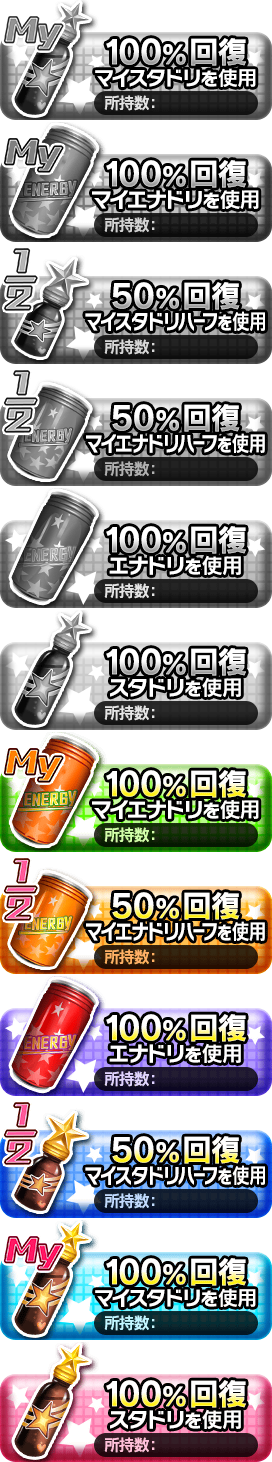 My
100%回復
マイスタドリを使用
所持数：
My
ENERGY
100%回復
マイエナドリを使用
所持数：
1/2
50%回復
マイスタドリハーフを使用
所持数：
1/2
ENERGY
50%回復
マイエナドリハーフを使用
所持数：
ENERGY
100%回復
エナドリを使用
所持数：
100%回復
スタドリを使用
所持数：
My
ENERGY
100%回復
マイエナドリを使用
所持数：
1/2
ENERGY
50%回復
マイエナドリハーフを使用
所持数：
ENERGY
100%回復
エナドリを使用
所持数：
1/2
50%回復
マイスタドリハーフを使用
所持数：
My
100%回復
マイスタドリを使用
所持数：
100%回復
スタドリを使用
所持数：